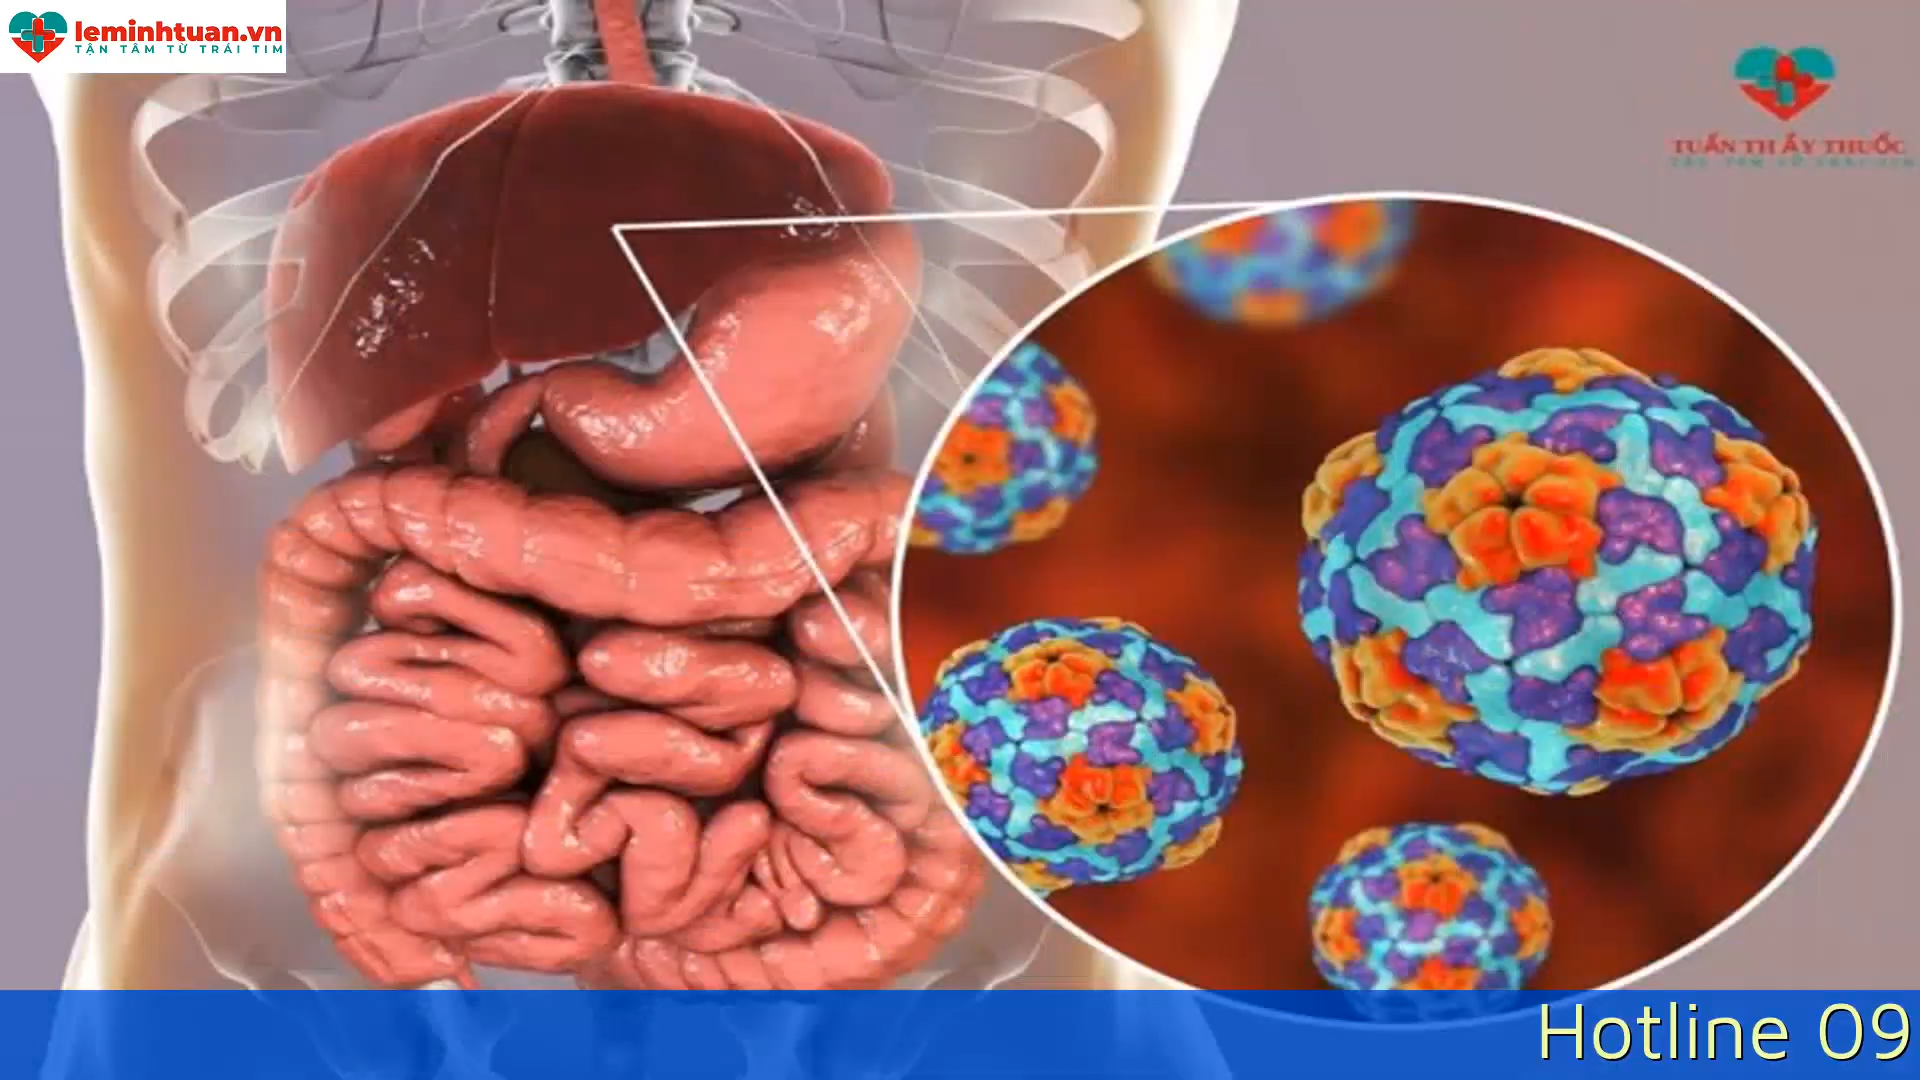 leminhtuan.vn
TẬN TÂM TỪ TRÁI TIM
TUẤN THẦY THUỐC
Hotline 09